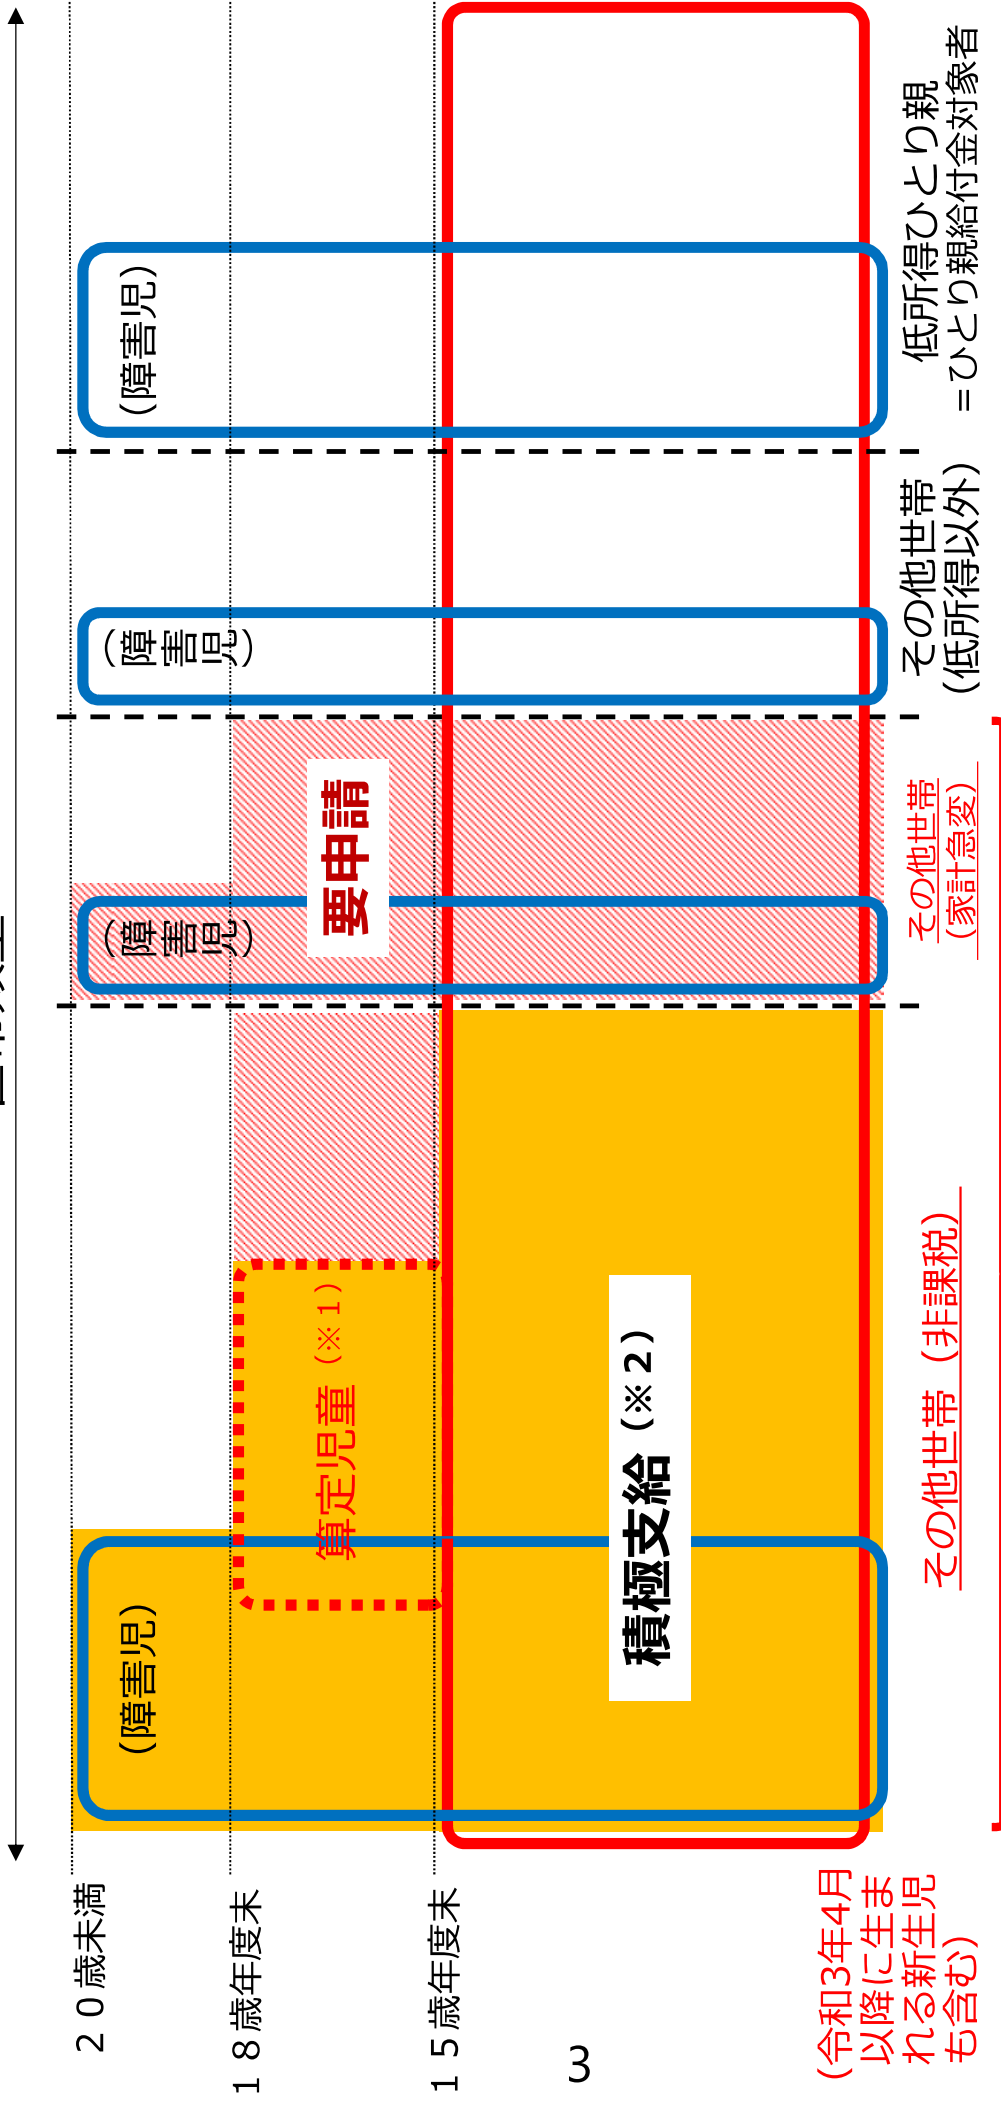 ２０歳未満
(障害児)
（障害児）
（障害児）
(障害児)
１８歳年度末
算定児童（※１）
要申請
１５歳年度末
積極支給（※２）
3
(令和3年4月
以降に生ま
れる新生児
も含む)
その他世帯（非課税）
その他世帯
(家計急変)
その他世帯
(低所得以外)
低所得ひとり親
＝ひとり親給付金対象者